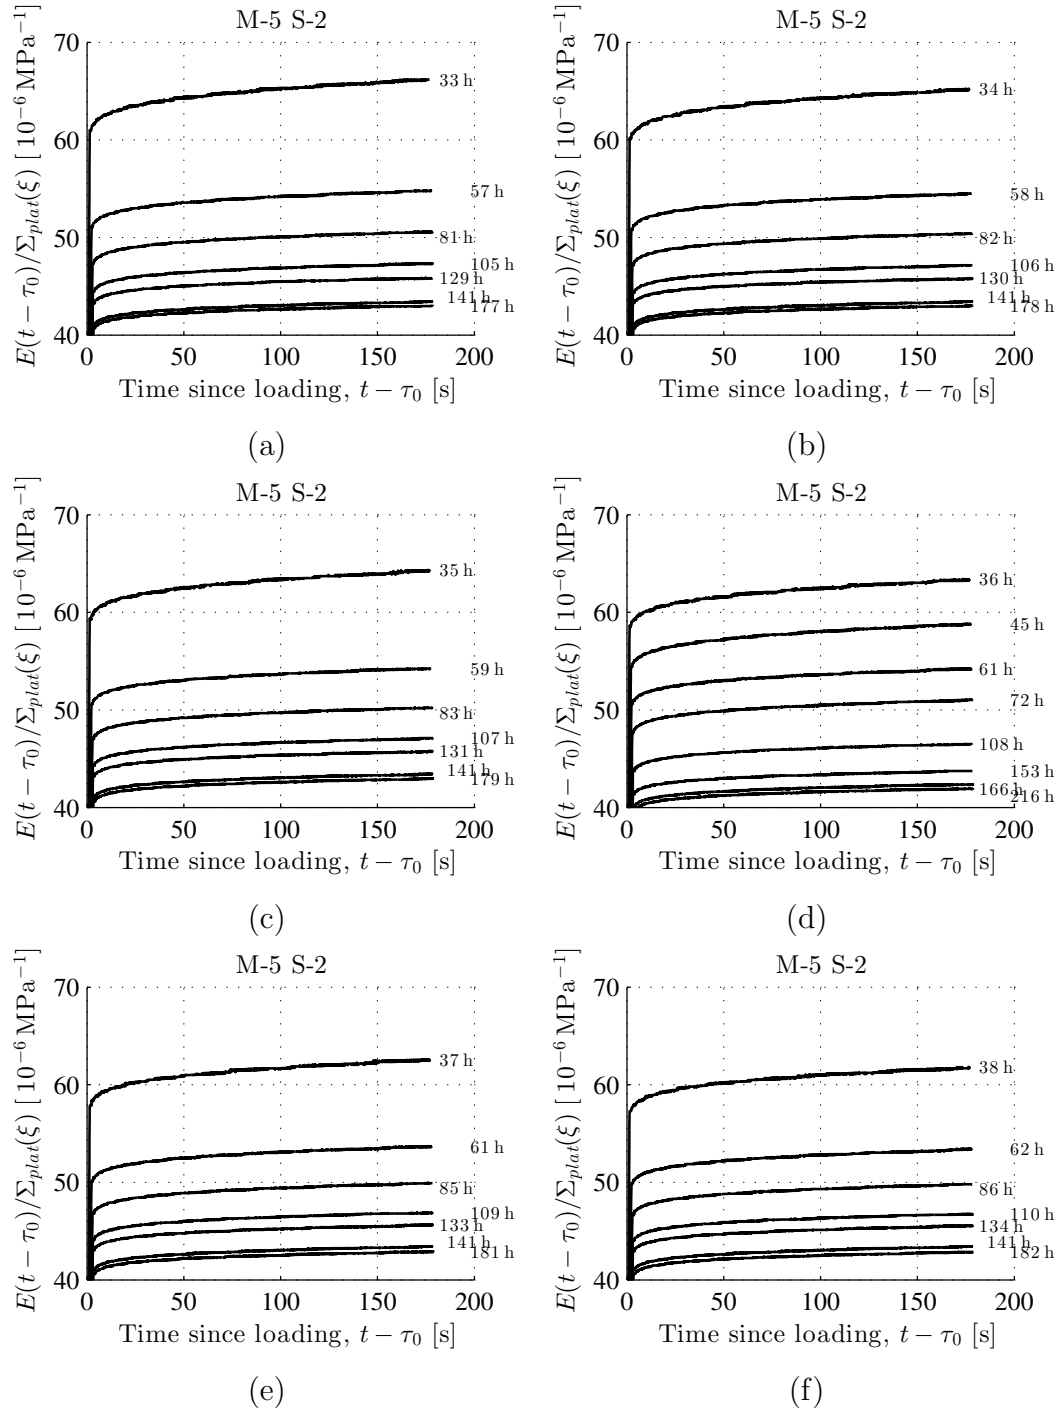 M-5 S-2
E(t − τ₀)/Σ_plat(ξ) [10⁻⁶ MPa⁻¹]
70
60
50
40
33 h
57 h
81 h
105 h
129 h
141 h
177 h
0 50 100 150 200
Time since loading, t − τ₀ [s]
(a)
M-5 S-2
E(t − τ₀)/Σ_plat(ξ) [10⁻⁶ MPa⁻¹]
70
60
50
40
34 h
58 h
82 h
106 h
130 h
141 h
178 h
0 50 100 150 200
Time since loading, t − τ₀ [s]
(b)
M-5 S-2
E(t − τ₀)/Σ_plat(ξ) [10⁻⁶ MPa⁻¹]
70
60
50
40
35 h
59 h
83 h
107 h
131 h
141 h
179 h
0 50 100 150 200
Time since loading, t − τ₀ [s]
(c)
M-5 S-2
E(t − τ₀)/Σ_plat(ξ) [10⁻⁶ MPa⁻¹]
70
60
50
40
36 h
45 h
61 h
72 h
108 h
153 h
166 h
216 h
0 50 100 150 200
Time since loading, t − τ₀ [s]
(d)
M-5 S-2
E(t − τ₀)/Σ_plat(ξ) [10⁻⁶ MPa⁻¹]
70
60
50
40
37 h
61 h
85 h
109 h
133 h
141 h
181 h
0 50 100 150 200
Time since loading, t − τ₀ [s]
(e)
M-5 S-2
E(t − τ₀)/Σ_plat(ξ) [10⁻⁶ MPa⁻¹]
70
60
50
40
38 h
62 h
86 h
110 h
134 h
141 h
182 h
0 50 100 150 200
Time since loading, t − τ₀ [s]
(f)